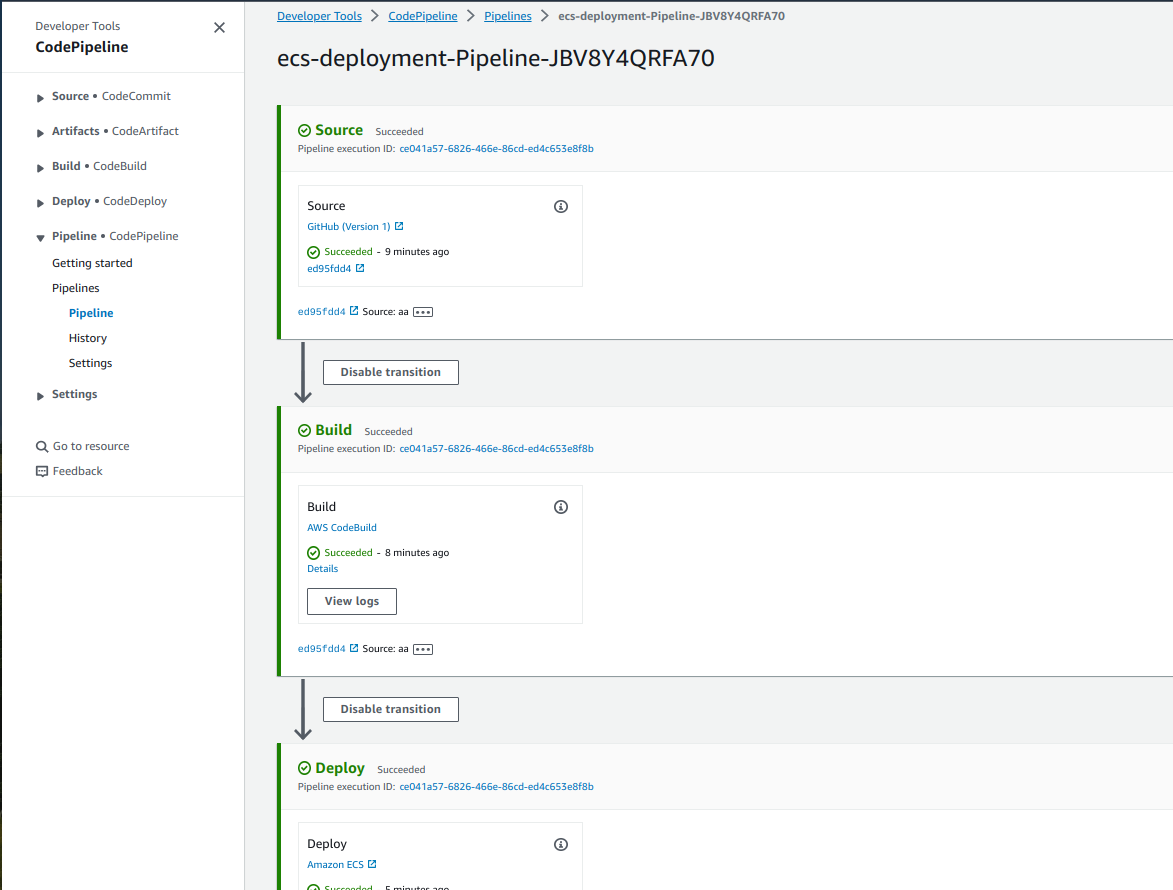 Developer Tools
CodePipeline
Source • CodeCommit
Artifacts • CodeArtifact
Build • CodeBuild
Deploy • CodeDeploy
Pipeline • CodePipeline
Getting started
Pipelines
Pipeline
History
Settings
Settings
Go to resource
Feedback
Developer Tools > CodePipeline > Pipelines > ecs-deployment-Pipeline-JBV8Y4QRFA70
ecs-deployment-Pipeline-JBV8Y4QRFA70
Source Succeeded
Pipeline execution ID: ce041a57-6826-466e-86cd-ed4c653e8f8b
Source
GitHub (Version 1)
Succeeded - 9 minutes ago
ed95fdd4
ed95fdd4 Source: aa
Disable transition
Build Succeeded
Pipeline execution ID: ce041a57-6826-466e-86cd-ed4c653e8f8b
Build
AWS CodeBuild
Succeeded - 8 minutes ago
Details
View logs
ed95fdd4 Source: aa
Disable transition
Deploy Succeeded
Pipeline execution ID: ce041a57-6826-466e-86cd-ed4c653e8f8b
Deploy
Amazon ECS
Succeeded - 5 minutes ago